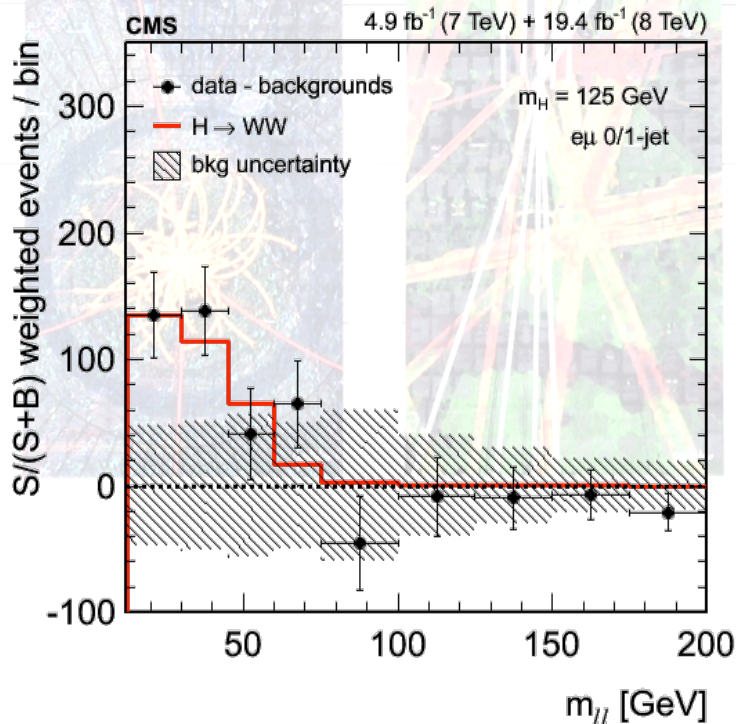 CMS 4.9 fb⁻¹ (7 TeV) + 19.4 fb⁻¹ (8 TeV)
S/(S+B) weighted events / bin
data - backgrounds
H → WW
bkg uncertainty
m_H = 125 GeV
eμ 0/1-jet
300
200
100
0
-100
50 100 150 200
m_ll [GeV]